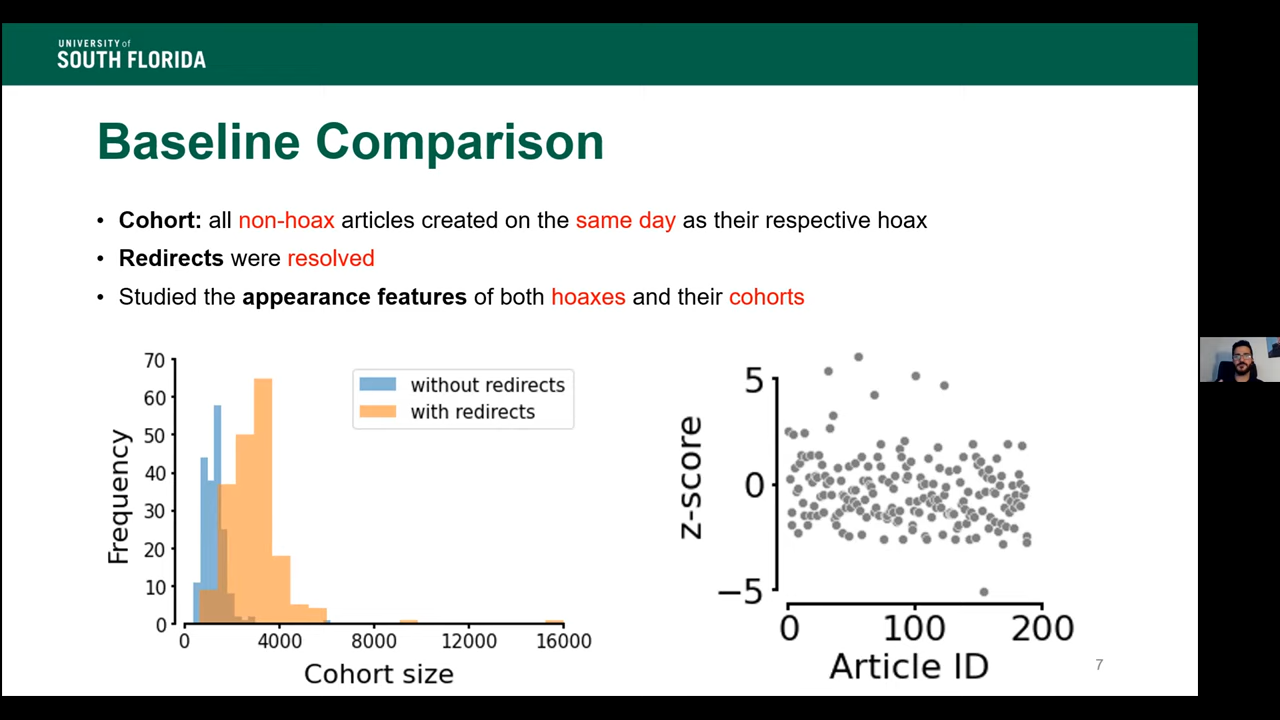 UNIVERSITY of
SOUTH FLORIDA
Baseline Comparison
• Cohort: all non-hoax articles created on the same day as their respective hoax
• Redirects were resolved
• Studied the appearance features of both hoaxes and their cohorts
70
60
50
40
30
20
10
0
Frequency
without redirects
with redirects
0 4000 8000 12000 16000
Cohort size
5
0
−5
z-score
0 100 200
Article ID
7